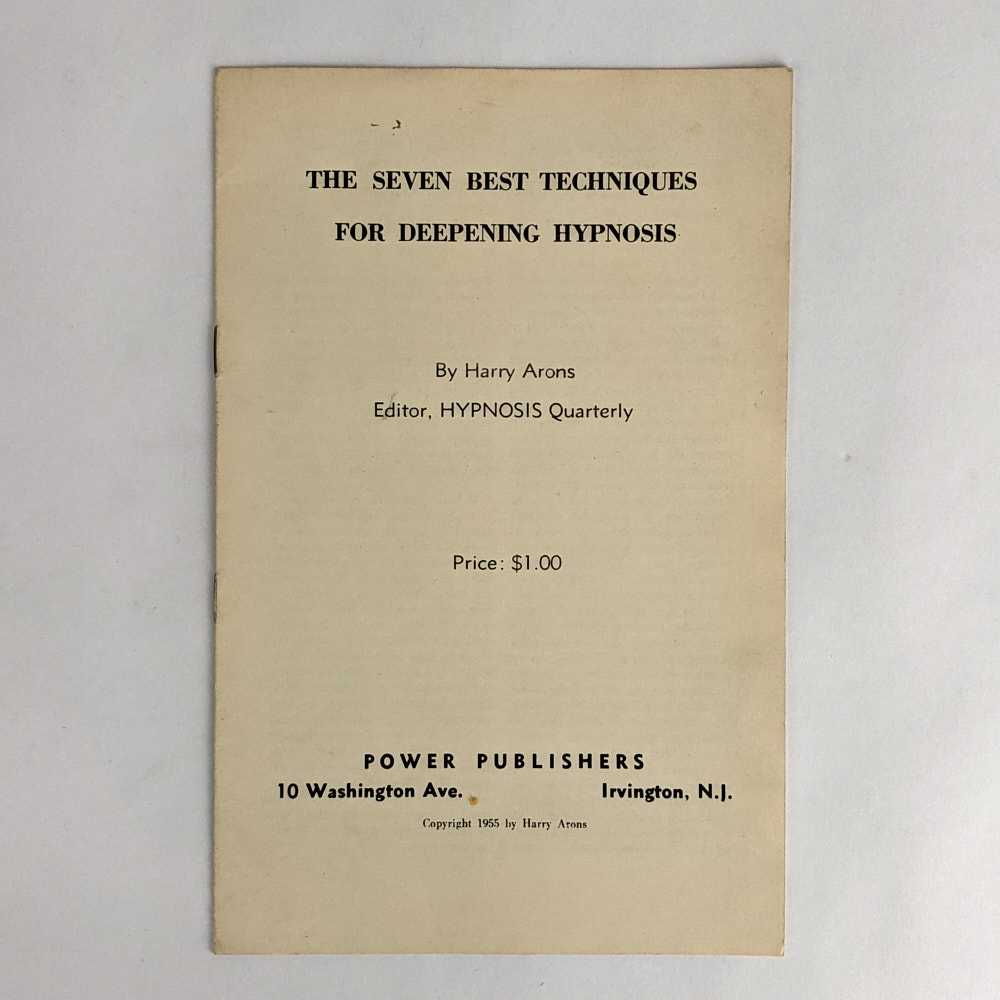 THE SEVEN BEST TECHNIQUES
FOR DEEPENING HYPNOSIS
By Harry Arons
Editor, HYPNOSIS Quarterly
Price: $1.00
POWER PUBLISHERS
10 Washington Ave. Irvington, N.J.
Copyright 1955 by Harry Arons